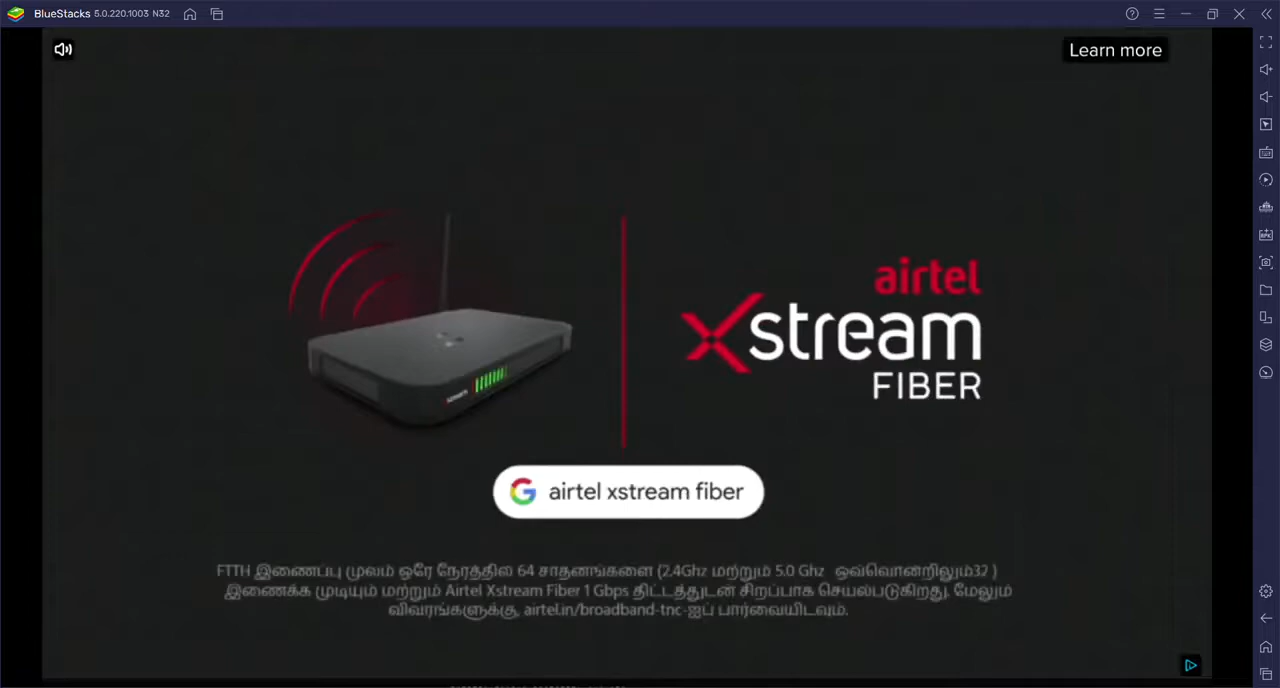 BlueStacks 5.0.220.1003 N32
Learn more
airtel
Xstream
FIBER
airtel xstream fiber
FTTH இணைப்பு மூலம் ஒரே நேரத்தில் 64 சாதனங்களை (2.4Ghz மற்றும் 5.0 Ghz ஒவ்வொன்றிலும்32 )
இணைக்க முடியும் மற்றும் Airtel Xstream Fiber 1 Gbps திட்டத்துடன் சிறப்பாக செயல்படுகிறது. மேலும்
விவரங்களுக்கு, airtel.in/broadband-tnc-ஐப் பார்வையிடவும்.